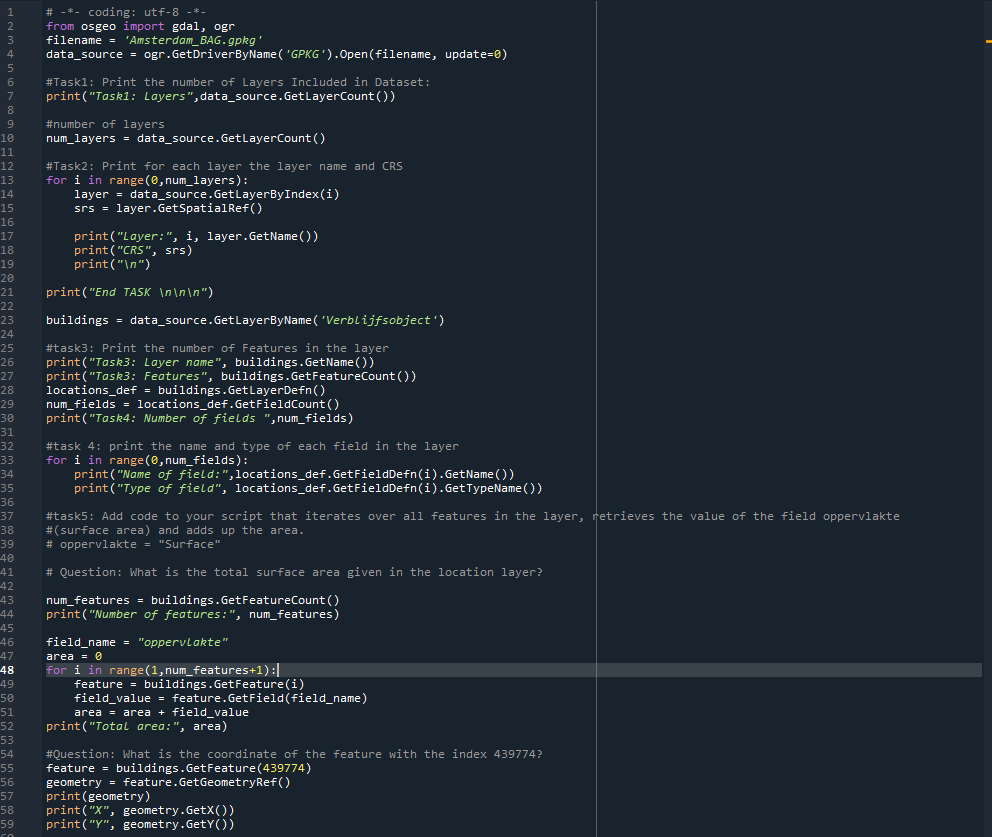 1 # -*- coding: utf-8 -*-
2 from osgeo import gdal, ogr
3 filename = 'Amsterdam_BAG.gpkg'
4 data_source = ogr.GetDriverByName('GPKG').Open(filename, update=0)
5
6 #Task1: Print the number of Layers Included in Dataset:
7 print("Task1: Layers",data_source.GetLayerCount())
8
9 #number of layers
10 num_layers = data_source.GetLayerCount()
11
12 #Task2: Print for each layer the layer name and CRS
13 for i in range(0,num_layers):
14     layer = data_source.GetLayerByIndex(i)
15     srs = layer.GetSpatialRef()
16
17     print("Layer:", i, layer.GetName())
18     print("CRS", srs)
19     print("\n")
20
21 print("End TASK \n\n\n")
22
23 buildings = data_source.GetLayerByName('Verblijfsobject')
24
25 #task3: Print the number of Features in the layer
26 print("Task3: Layer name", buildings.GetName())
27 print("Task3: Features", buildings.GetFeatureCount())
28 locations_def = buildings.GetLayerDefn()
29 num_fields = locations_def.GetFieldCount()
30 print("Task4: Number of fields ",num_fields)
31
32 #task 4: print the name and type of each field in the layer
33 for i in range(0,num_fields):
34     print("Name of field:",locations_def.GetFieldDefn(i).GetName())
35     print("Type of field", locations_def.GetFieldDefn(i).GetTypeName())
36
37 #task5: Add code to your script that iterates over all features in the layer, retrieves the value of the field oppervlakte
38 #(surface area) and adds up the area.
39 # oppervlakte = "Surface"
40
41 # Question: What is the total surface area given in the location layer?
42
43 num_features = buildings.GetFeatureCount()
44 print("Number of features:", num_features)
45
46 field_name = "oppervlakte"
47 area = 0
48 for i in range(1,num_features+1):
49     feature = buildings.GetFeature(i)
50     field_value = feature.GetField(field_name)
51     area = area + field_value
52 print("Total area:", area)
53
54 #Question: What is the coordinate of the feature with the index 439774?
55 feature = buildings.GetFeature(439774)
56 geometry = feature.GetGeometryRef()
57 print(geometry)
58 print("X", geometry.GetX())
59 print("Y", geometry.GetY())